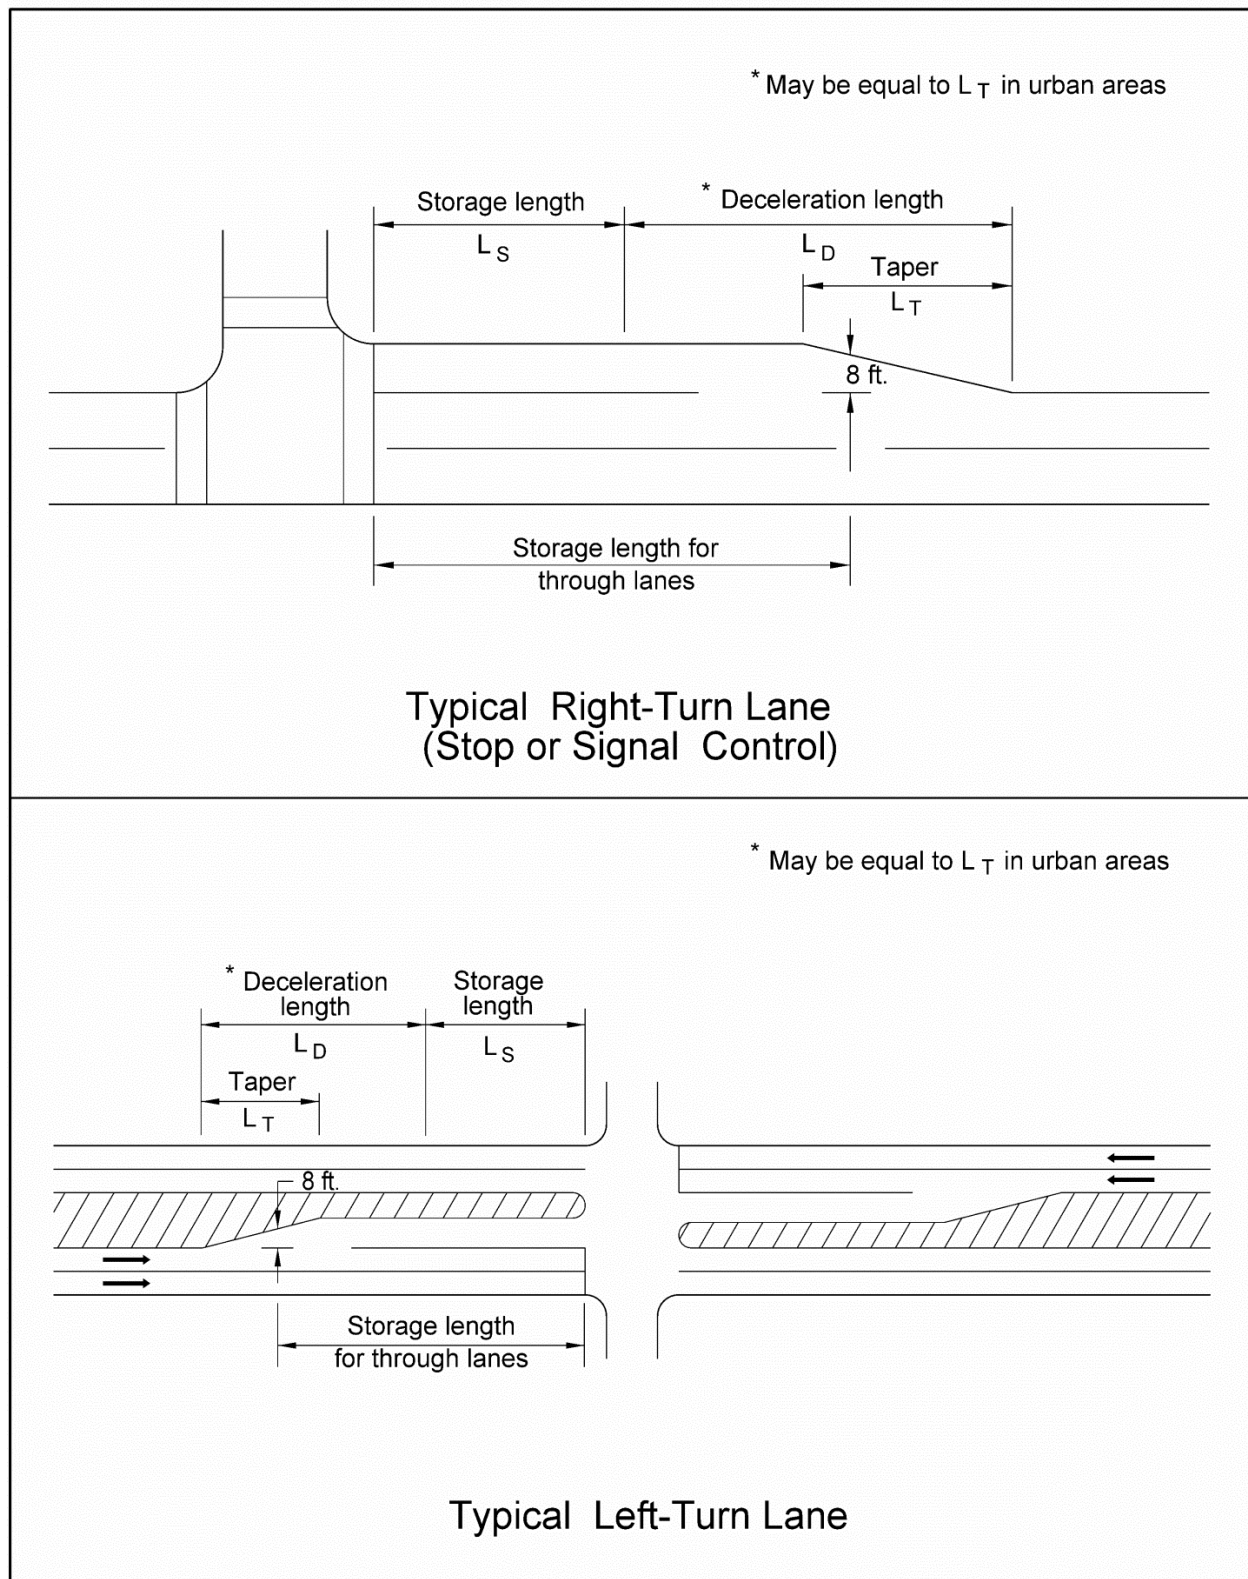 * May be equal to L T in urban areas
Storage length
L S
* Deceleration length
L D
Taper
L T
8 ft.
Storage length for
through lanes
Typical Right-Turn Lane
(Stop or Signal Control)
* May be equal to L T in urban areas
* Deceleration
length
L D
Storage
length
L S
Taper
L T
8 ft.
Storage length
for through lanes
Typical Left-Turn Lane